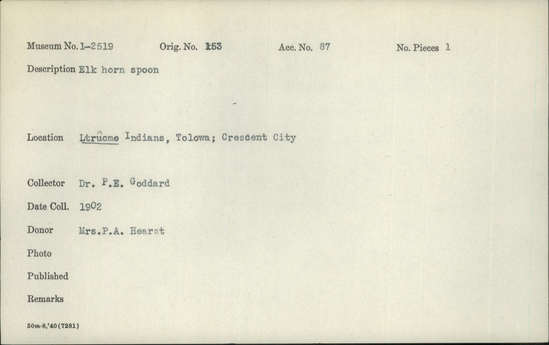 Museum No. 1-2519 Orig. No. 153 Acc. No. 87 No. Pieces 1
Description Elk horn spoon
Location Ltrûcme Indians, Tolowa; Crescent City
Collector Dr. P.E. Goddard
Date Coll. 1902
Donor Mrs.P.A. Hearst
Photo
Published
Remarks
50m-8,'40(7281)